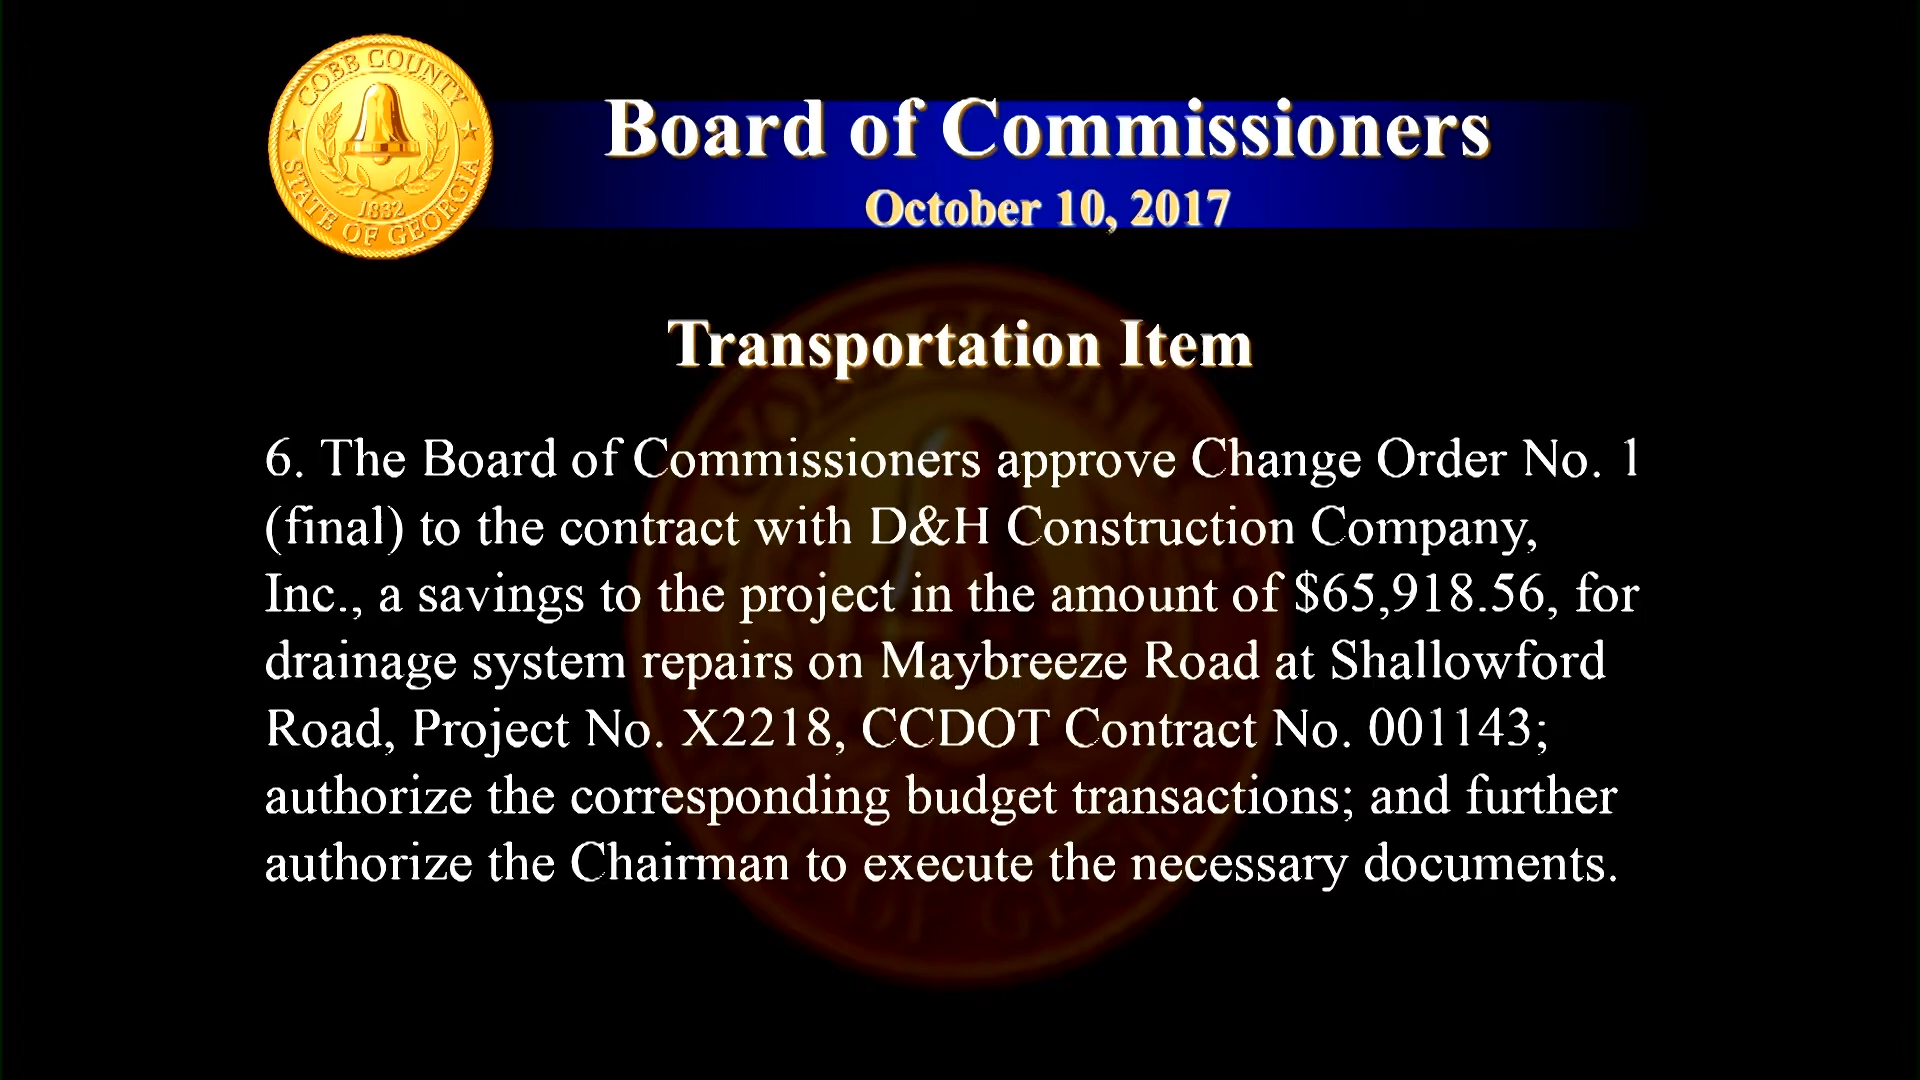 COBB COUNTY
1832
STATE OF GEORGIA
Board of Commissioners
October 10, 2017
Transportation Item
6. The Board of Commissioners approve Change Order No. 1
(final) to the contract with D&H Construction Company,
Inc., a savings to the project in the amount of $65,918.56, for
drainage system repairs on Maybreeze Road at Shallowford
Road, Project No. X2218, CCDOT Contract No. 001143;
authorize the corresponding budget transactions; and further
authorize the Chairman to execute the necessary documents.